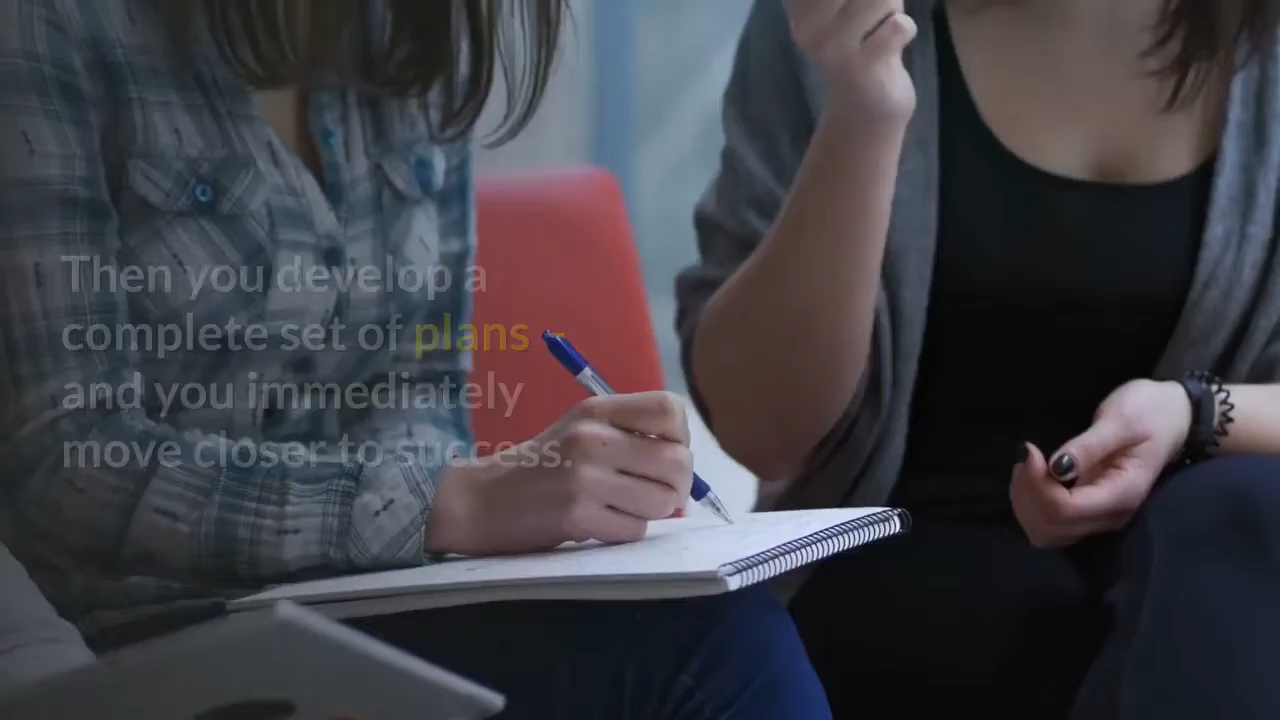 Then you develop a
complete set of plans –
and you immediately
move closer to success.